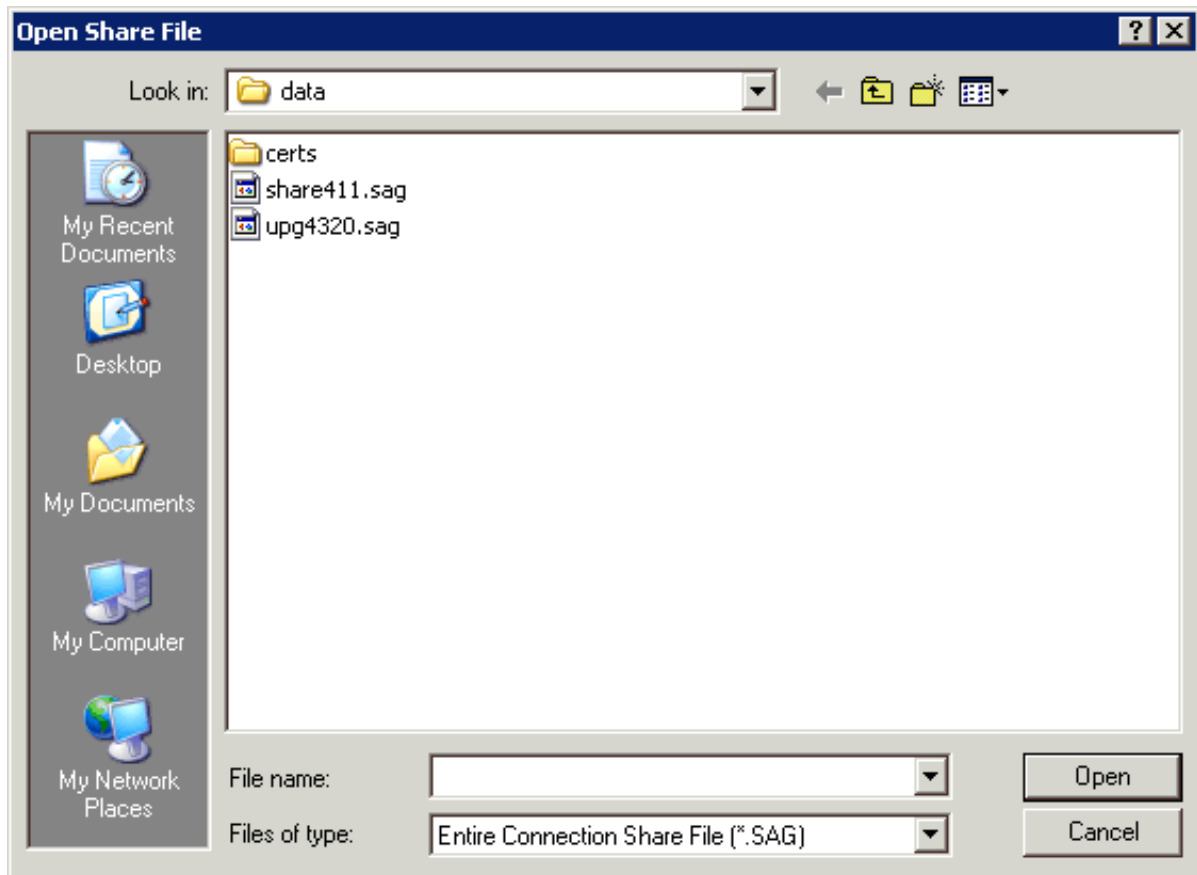 Open Share File
Look in: data
certs
share411.sag
upg4320.sag
My Recent
Documents
Desktop
My Documents
My Computer
My Network
Places
File name:
Open
Files of type: Entire Connection Share File (*.SAG)
Cancel